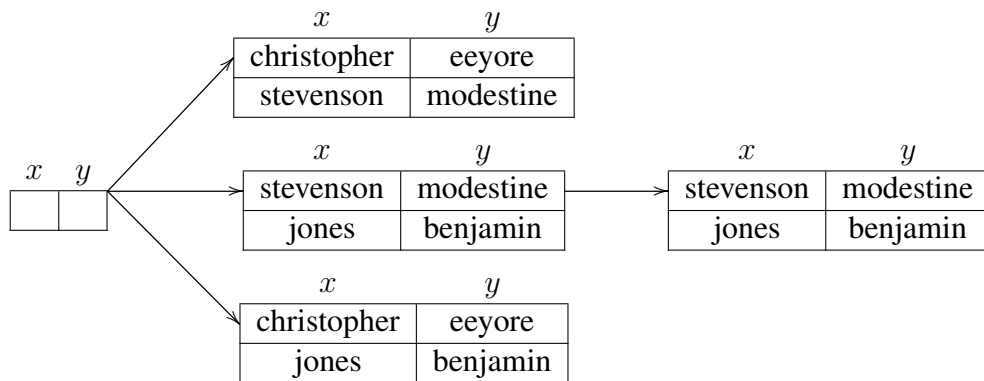 x y
christopher eeyore
stevenson modestine
x y
x y
stevenson modestine
jones benjamin
x y
stevenson modestine
jones benjamin
x y
christopher eeyore
jones benjamin